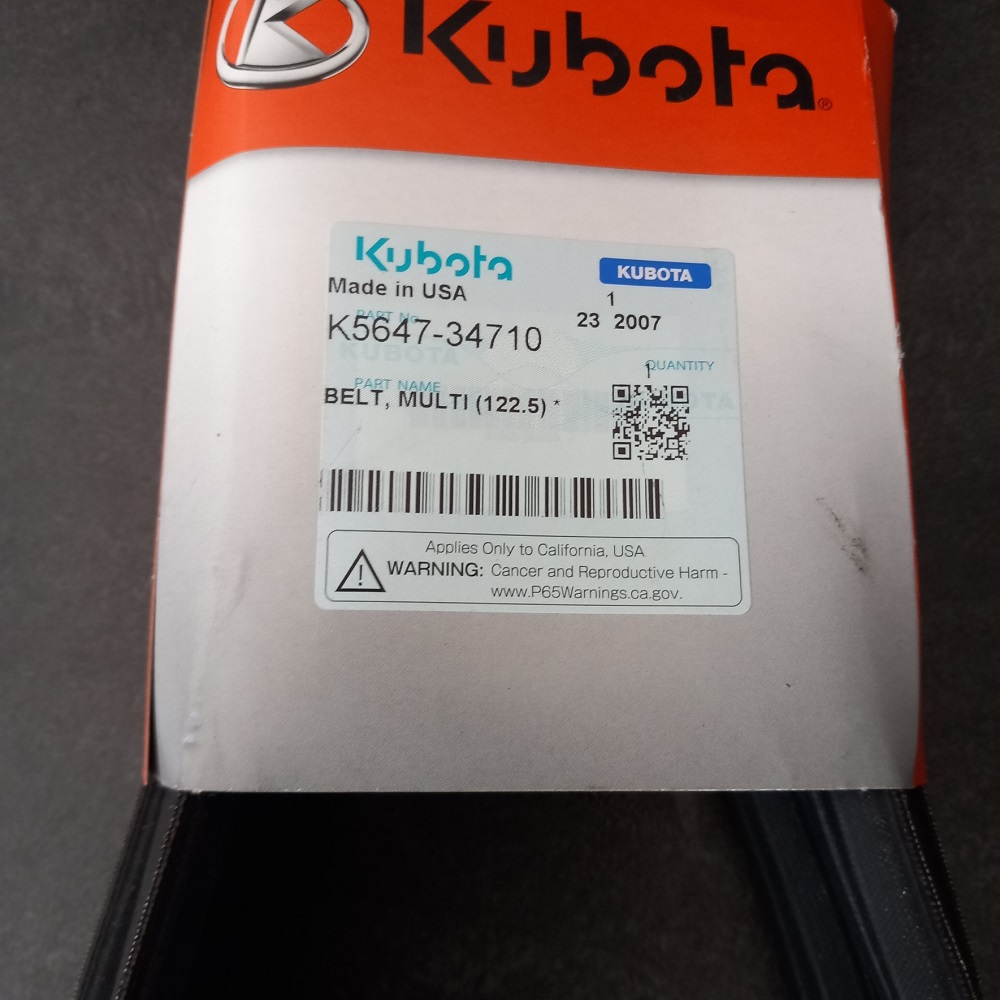 Kubota®
Kubota
KUBOTA
Made in USA
1
PART No.
23 2007
K5647-34710
KUBOTA
QUANTITY
1
PART NAME
BELT, MULTI (122.5) *
Applies Only to California, USA
WARNING: Cancer and Reproductive Harm -
www.P65Warnings.ca.gov.